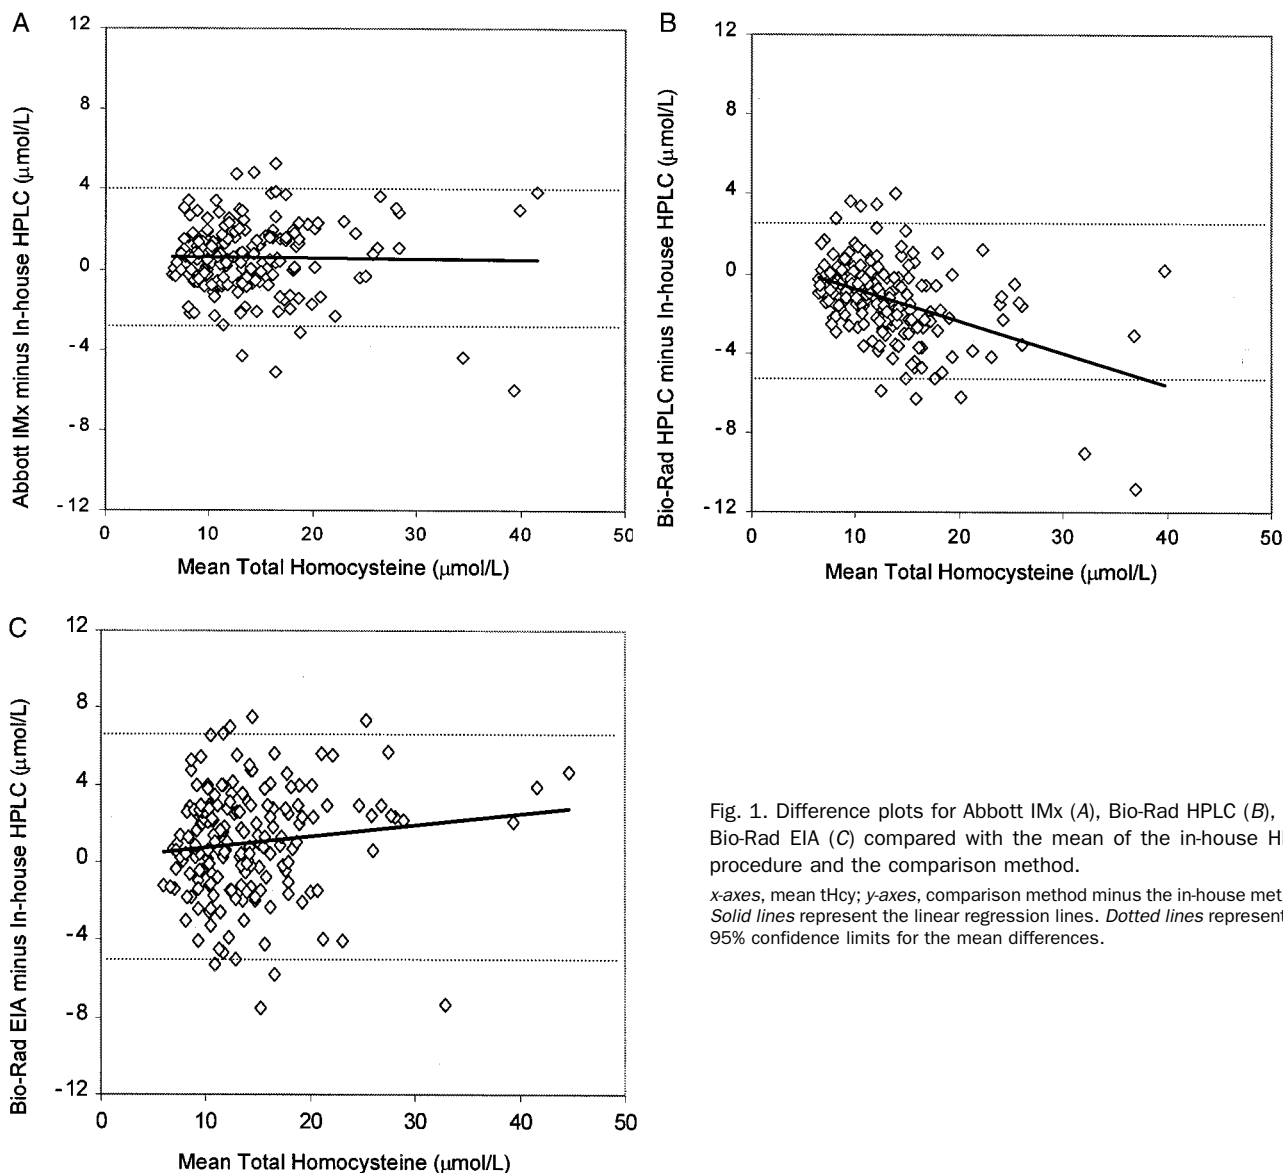 A
12
8
4
0
-4
-8
-12
Abbott IMx minus In-house HPLC (μmol/L)
0 10 20 30 40 50
Mean Total Homocysteine (μmol/L)
B
12
8
4
0
-4
-8
-12
Bio-Rad HPLC minus In-house HPLC (μmol/L)
0 10 20 30 40 50
Mean Total Homocysteine (μmol/L)
C
12
8
4
0
-4
-8
-12
Bio-Rad EIA minus In-house HPLC (μmol/L)
0 10 20 30 40 50
Mean Total Homocysteine (μmol/L)
Fig. 1. Difference plots for Abbott IMx (A), Bio-Rad HPLC (B),
Bio-Rad EIA (C) compared with the mean of the in-house
procedure and the comparison method.
x-axes, mean tHcy; y-axes, comparison method minus the in-house
Solid lines represent the linear regression lines. Dotted lines represent
95% confidence limits for the mean differences.